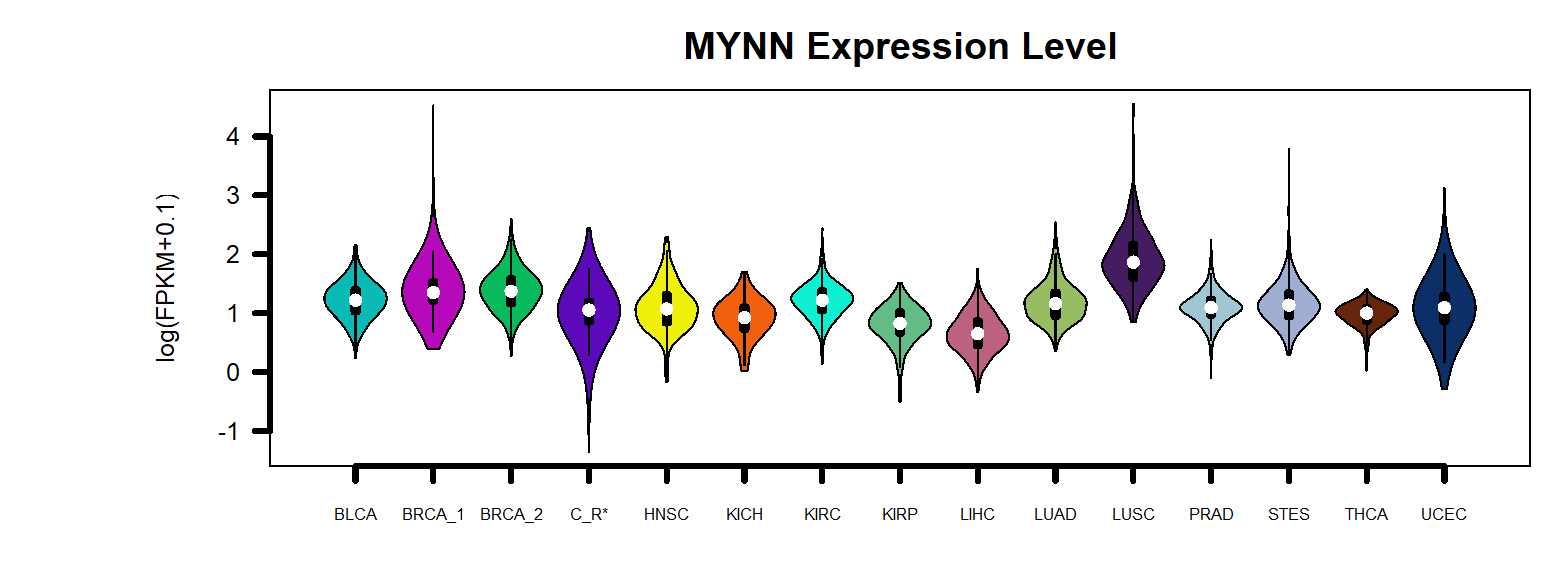 MYNN Expression Level
log(FPKM+0.1)
4
3
2
1
0
-1
BLCA BRCA_1 BRCA_2 C_R* HNSC KICH KIRC KIRP LIHC LUAD LUSC PRAD STES THCA UCEC